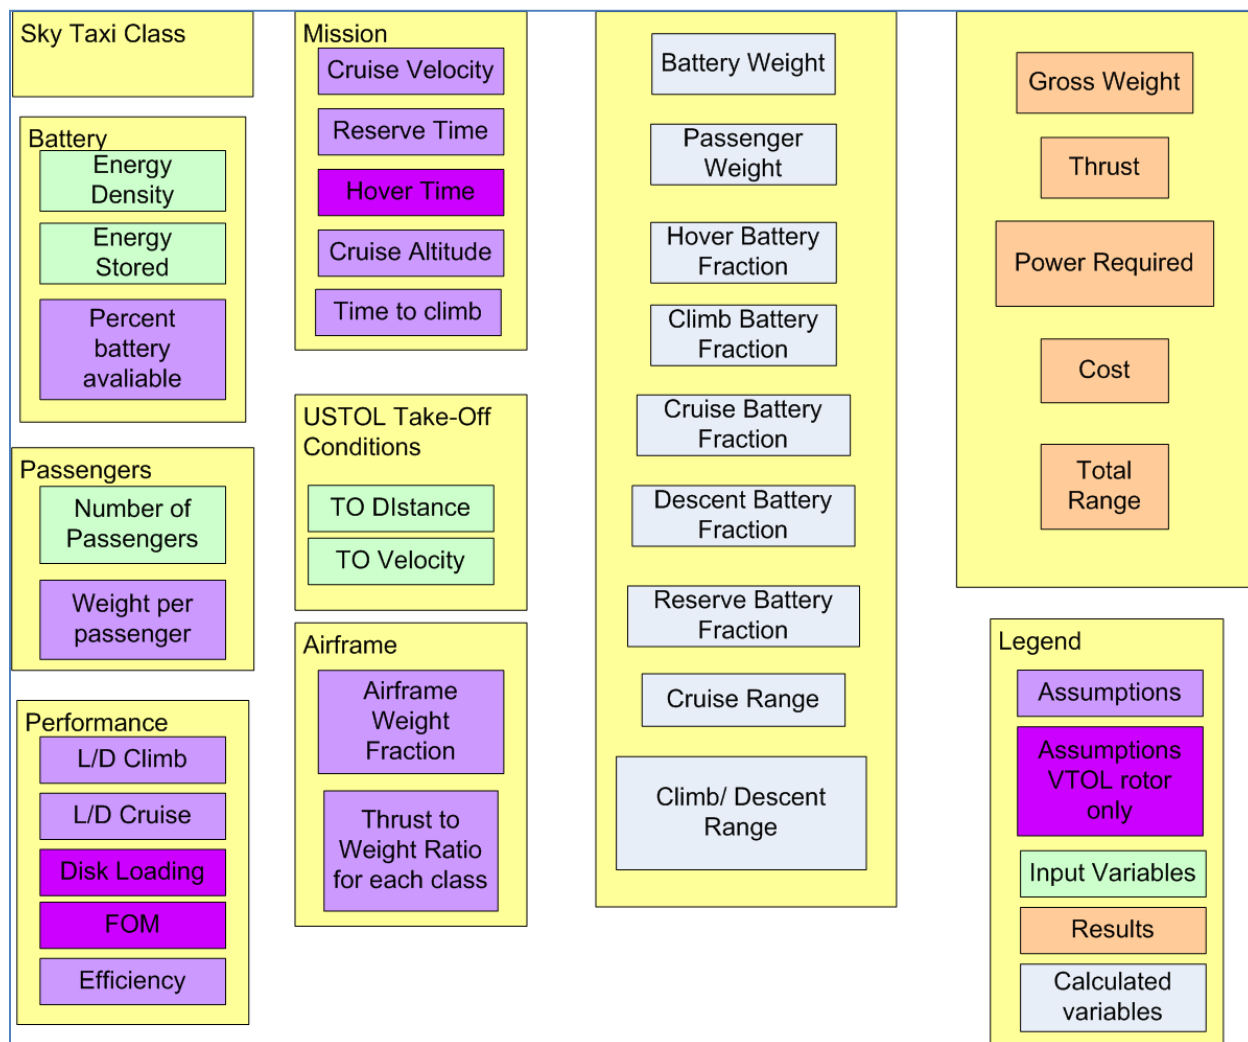 Sky Taxi Class
Battery
Energy
Density
Energy
Stored
Percent
battery
avaliable
Passengers
Number of
Passengers
Weight per
passenger
Performance
L/D Climb
L/D Cruise
Disk Loading
FOM
Efficiency
Mission
Cruise Velocity
Reserve Time
Hover Time
Cruise Altitude
Time to climb
USTOL Take-Off
Conditions
TO DIstance
TO Velocity
Airframe
Airframe
Weight
Fraction
Thrust to
Weight Ratio
for each class
Battery Weight
Passenger
Weight
Hover Battery
Fraction
Climb Battery
Fraction
Cruise Battery
Fraction
Descent Battery
Fraction
Reserve Battery
Fraction
Cruise Range
Climb/ Descent
Range
Gross Weight
Thrust
Power Required
Cost
Total
Range
Legend
Assumptions
Assumptions
VTOL rotor
only
Input Variables
Results
Calculated
variables